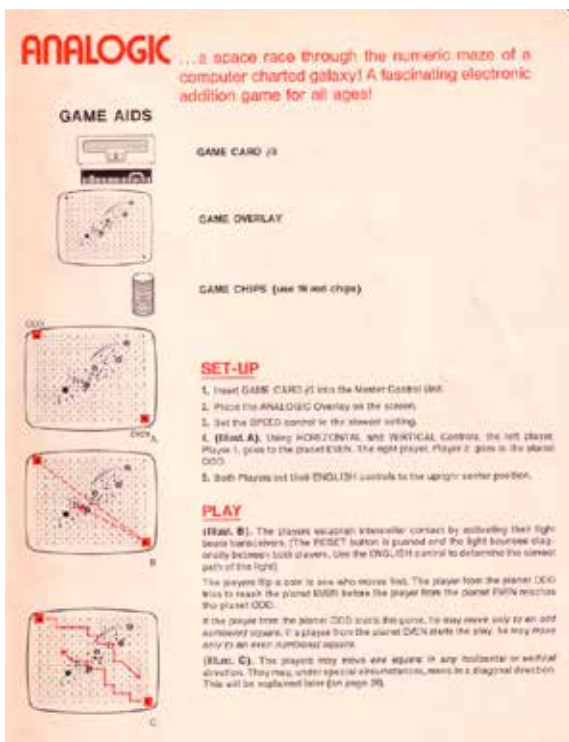 ANALOGIC ...a space race through the numeric maze of a
computer charted galaxy! A fascinating electronic
addition game for all ages!
GAME AIDS
GAME CARD
GAME OVERLAY
GAME CHIPS (use red chips)
ODD
EVEN
A
B
C
SET-UP
1. Insert GAME CARD into the Master Control Unit.
2. Place the ANALOGIC Overlay on the screen.
3. Set the SPEED control to the slowest setting.
4. (Illust. A). Using HORIZONTAL and VERTICAL Controls, the left player,
Player 1, goes to the planet EVEN. The right player, Player 2, goes to the planet
ODD.
5. Both Players set their ENGLISH controls to the upright center position.
PLAY
(Illust. B). The players establish interstellar contact by activating their light
beam transceivers. (The RESET button is pushed and the light bounces diag-
onally between both players. Use the ENGLISH control to determine the correct
path of the light)
The players flip a coin to see who moves first. The player from the planet ODD
tries to reach the planet EVEN before the player from the planet EVEN reaches
the planet ODD.
If the player from the planet ODD starts the game, he may move only to an odd
numbered square. If a player from the planet EVEN starts the play, he may move
only to an even numbered square.
(Illust. C). The players may move one square in any horizontal or vertical
direction. They may, under special circumstances, move in a diagonal direction.
This will be explained later (on page